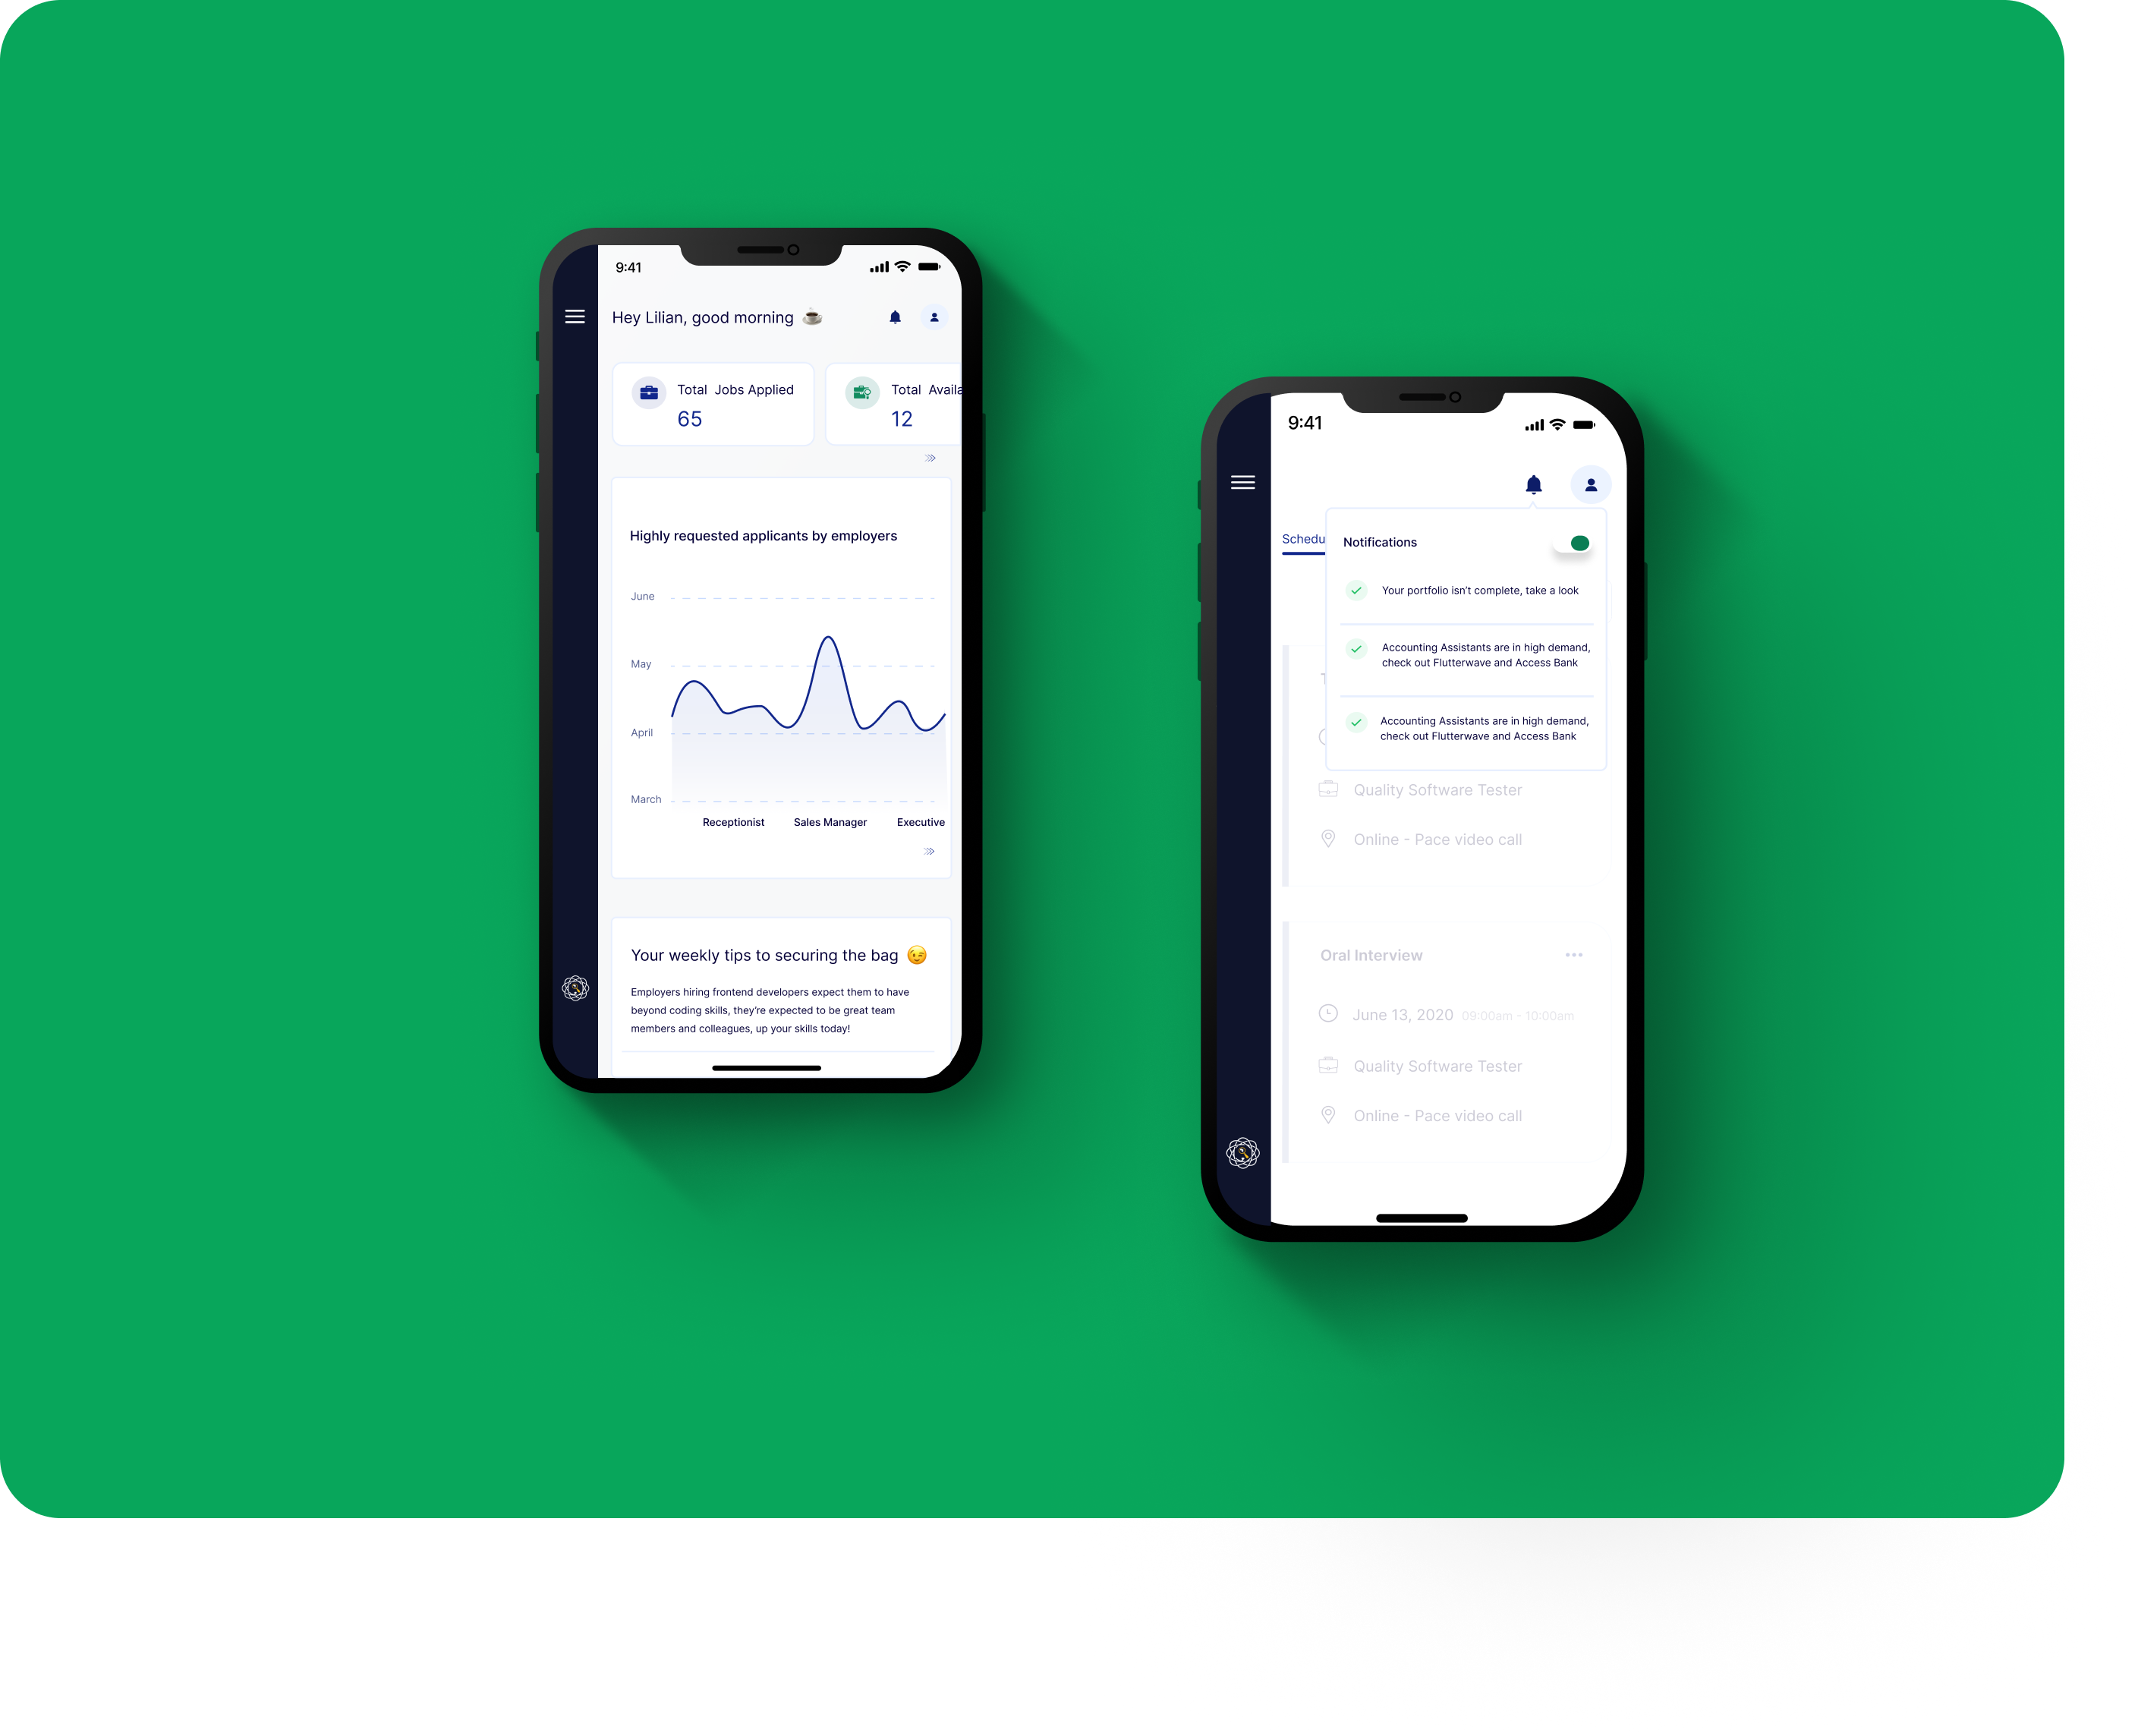 9:41
Hey Lilian, good morning ☕
Total Jobs Applied
65
Total Availa
12
Highly requested applicants by employers
June
May
April
March
Receptionist Sales Manager Executive
Your weekly tips to securing the bag 😉
Employers hiring frontend developers expect them to have
beyond coding skills, they're expected to be great team
members and colleagues, up your skills today!
9:41
Schedu
Notifications
Your portfolio isn't complete, take a look
Accounting Assistants are in high demand,
check out Flutterwave and Access Bank
Accounting Assistants are in high demand,
check out Flutterwave and Access Bank
Quality Software Tester
Online - Pace video call
Oral Interview
June 13, 2020 09:00am - 10:00am
Quality Software Tester
Online - Pace video call